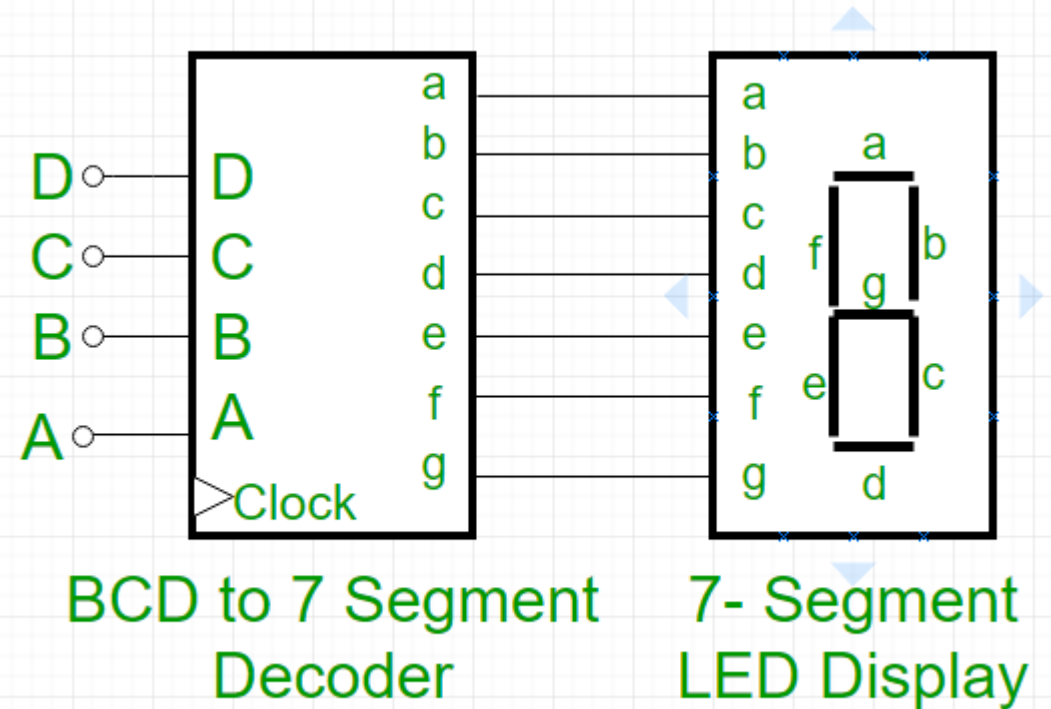 D
C
B
A
D
C
B
A
Clock
a
b
c
d
e
f
g
a
b
c
d
e
f
g
a
f
b
g
e
c
d
BCD to 7 Segment
Decoder
7- Segment
LED Display